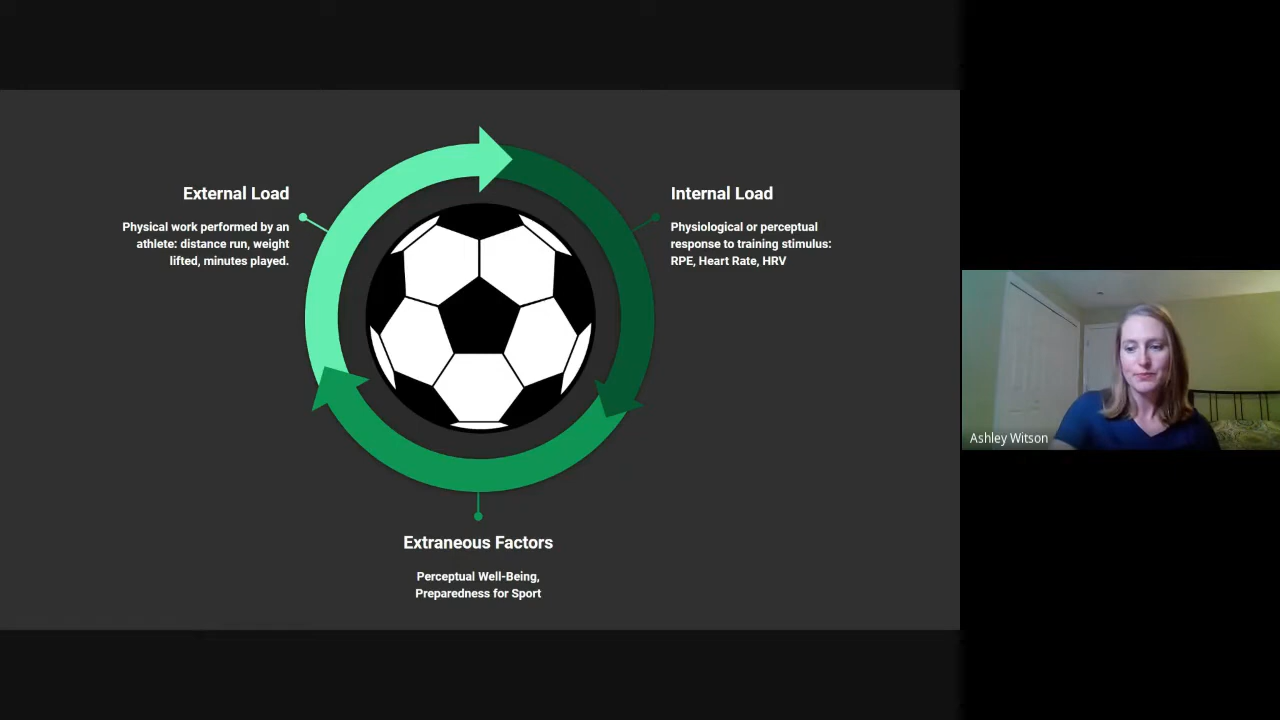 External Load
Physical work performed by an
athlete: distance run, weight
lifted, minutes played.
Internal Load
Physiological or perceptual
response to training stimulus:
RPE, Heart Rate, HRV
Extraneous Factors
Perceptual Well-Being,
Preparedness for Sport
Ashley Witson